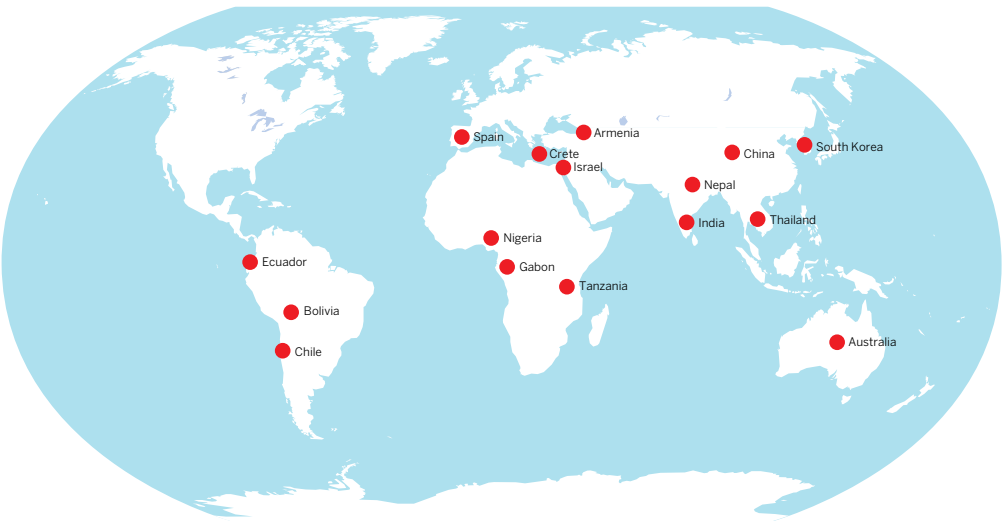 Armenia
Spain
South Korea
Crete
China
Israel
Nepal
Thailand
India
Nigeria
Ecuador
Gabon
Tanzania
Bolivia
Australia
Chile